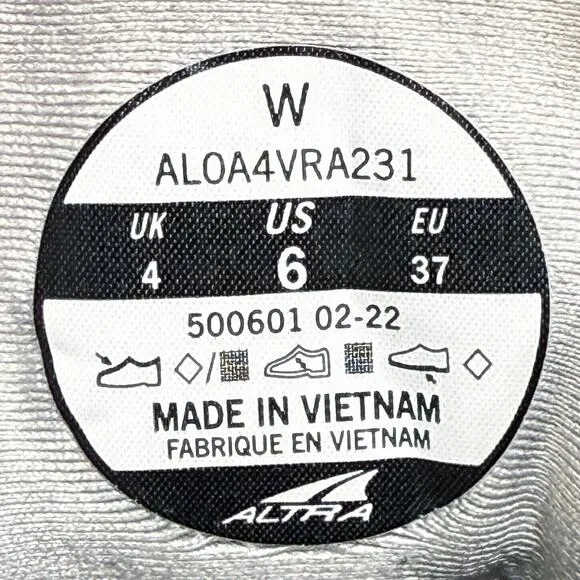 W
ALOA4VRA231
UK US EU
4 6 37
500601 02-22
MADE IN VIETNAM
FABRIQUE EN VIETNAM
ALTRA